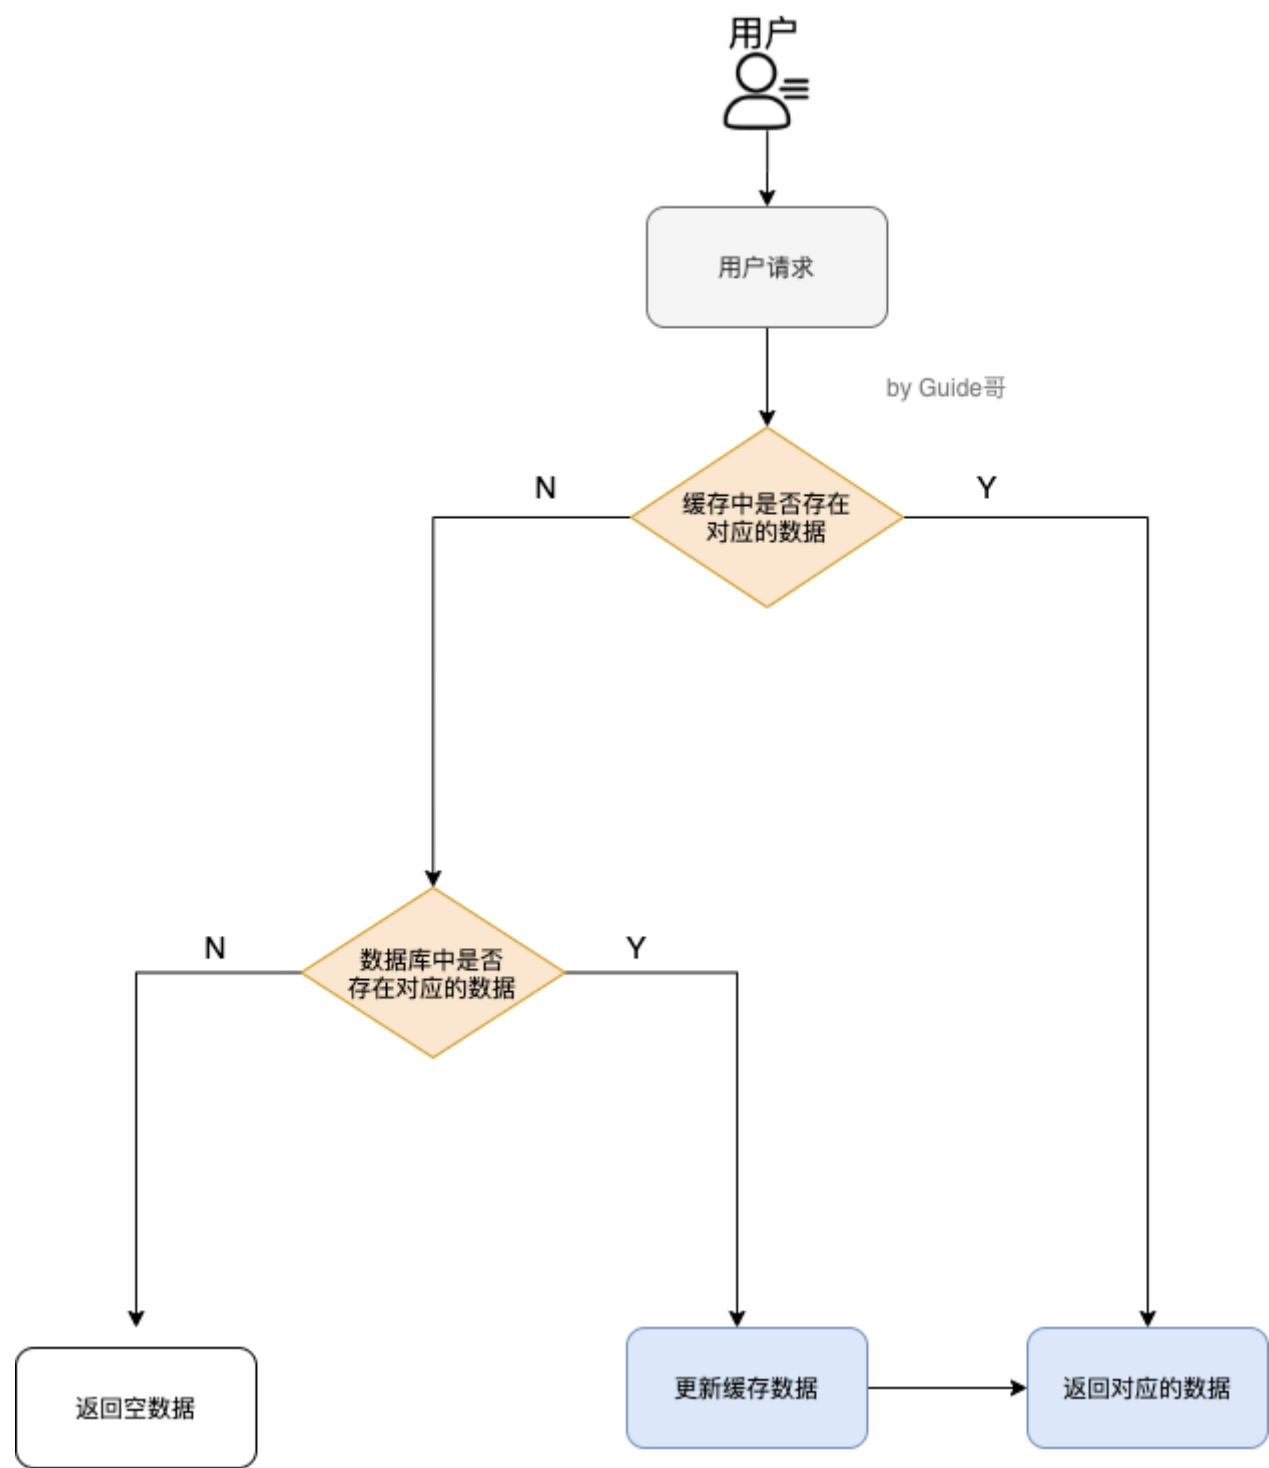 用户
用户请求
by Guide哥
N
缓存中是否存在
对应的数据
Y
N
数据库中是否
存在对应的数据
Y
返回空数据
更新缓存数据
返回对应的数据